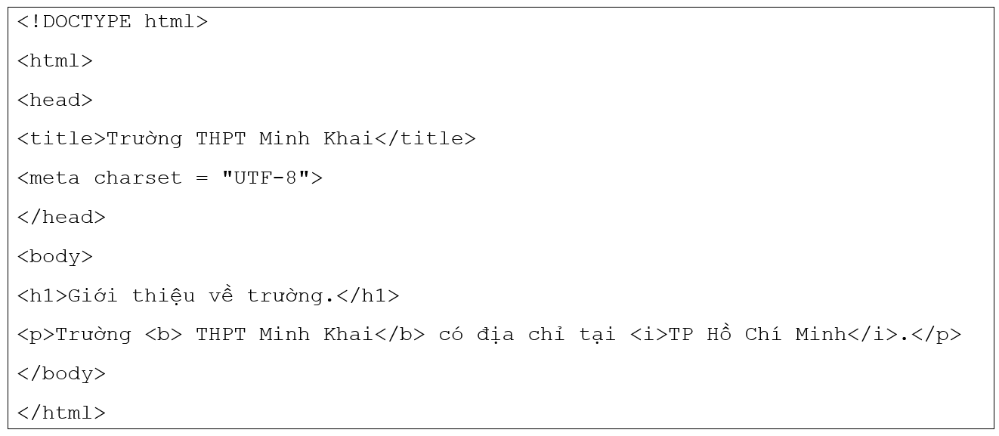 <!DOCTYPE html>
<html>
<head>
<title>Trường THPT Minh Khai</title>
<meta charset = "UTF-8">
</head>
<body>
<h1>Giới thiệu về trường.</h1>
<p>Trường <b> THPT Minh Khai</b> có địa chỉ tại <i>TP Hồ Chí Minh</i>.</p>
</body>
</html>